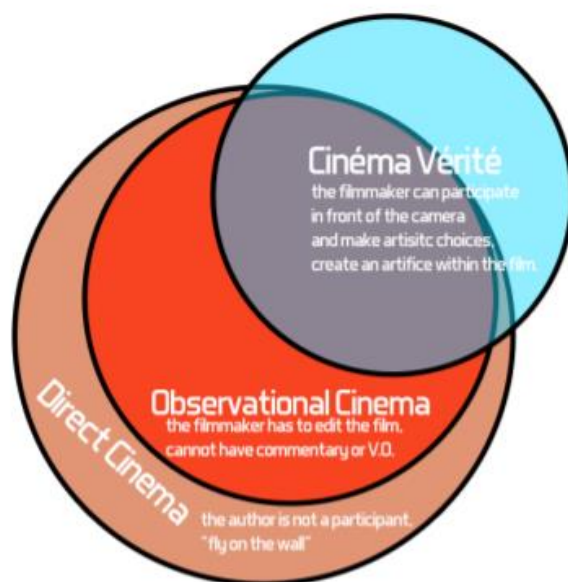 Cinéma Vérité
the filmmaker can participate
in front of the camera
and make artisitc choices,
create an artifice within the film.
Observational Cinema
the filmmaker has to edit the film,
cannot have commentary or V.O.
Direct Cinema
the author is not a participant,
"fly on the wall"